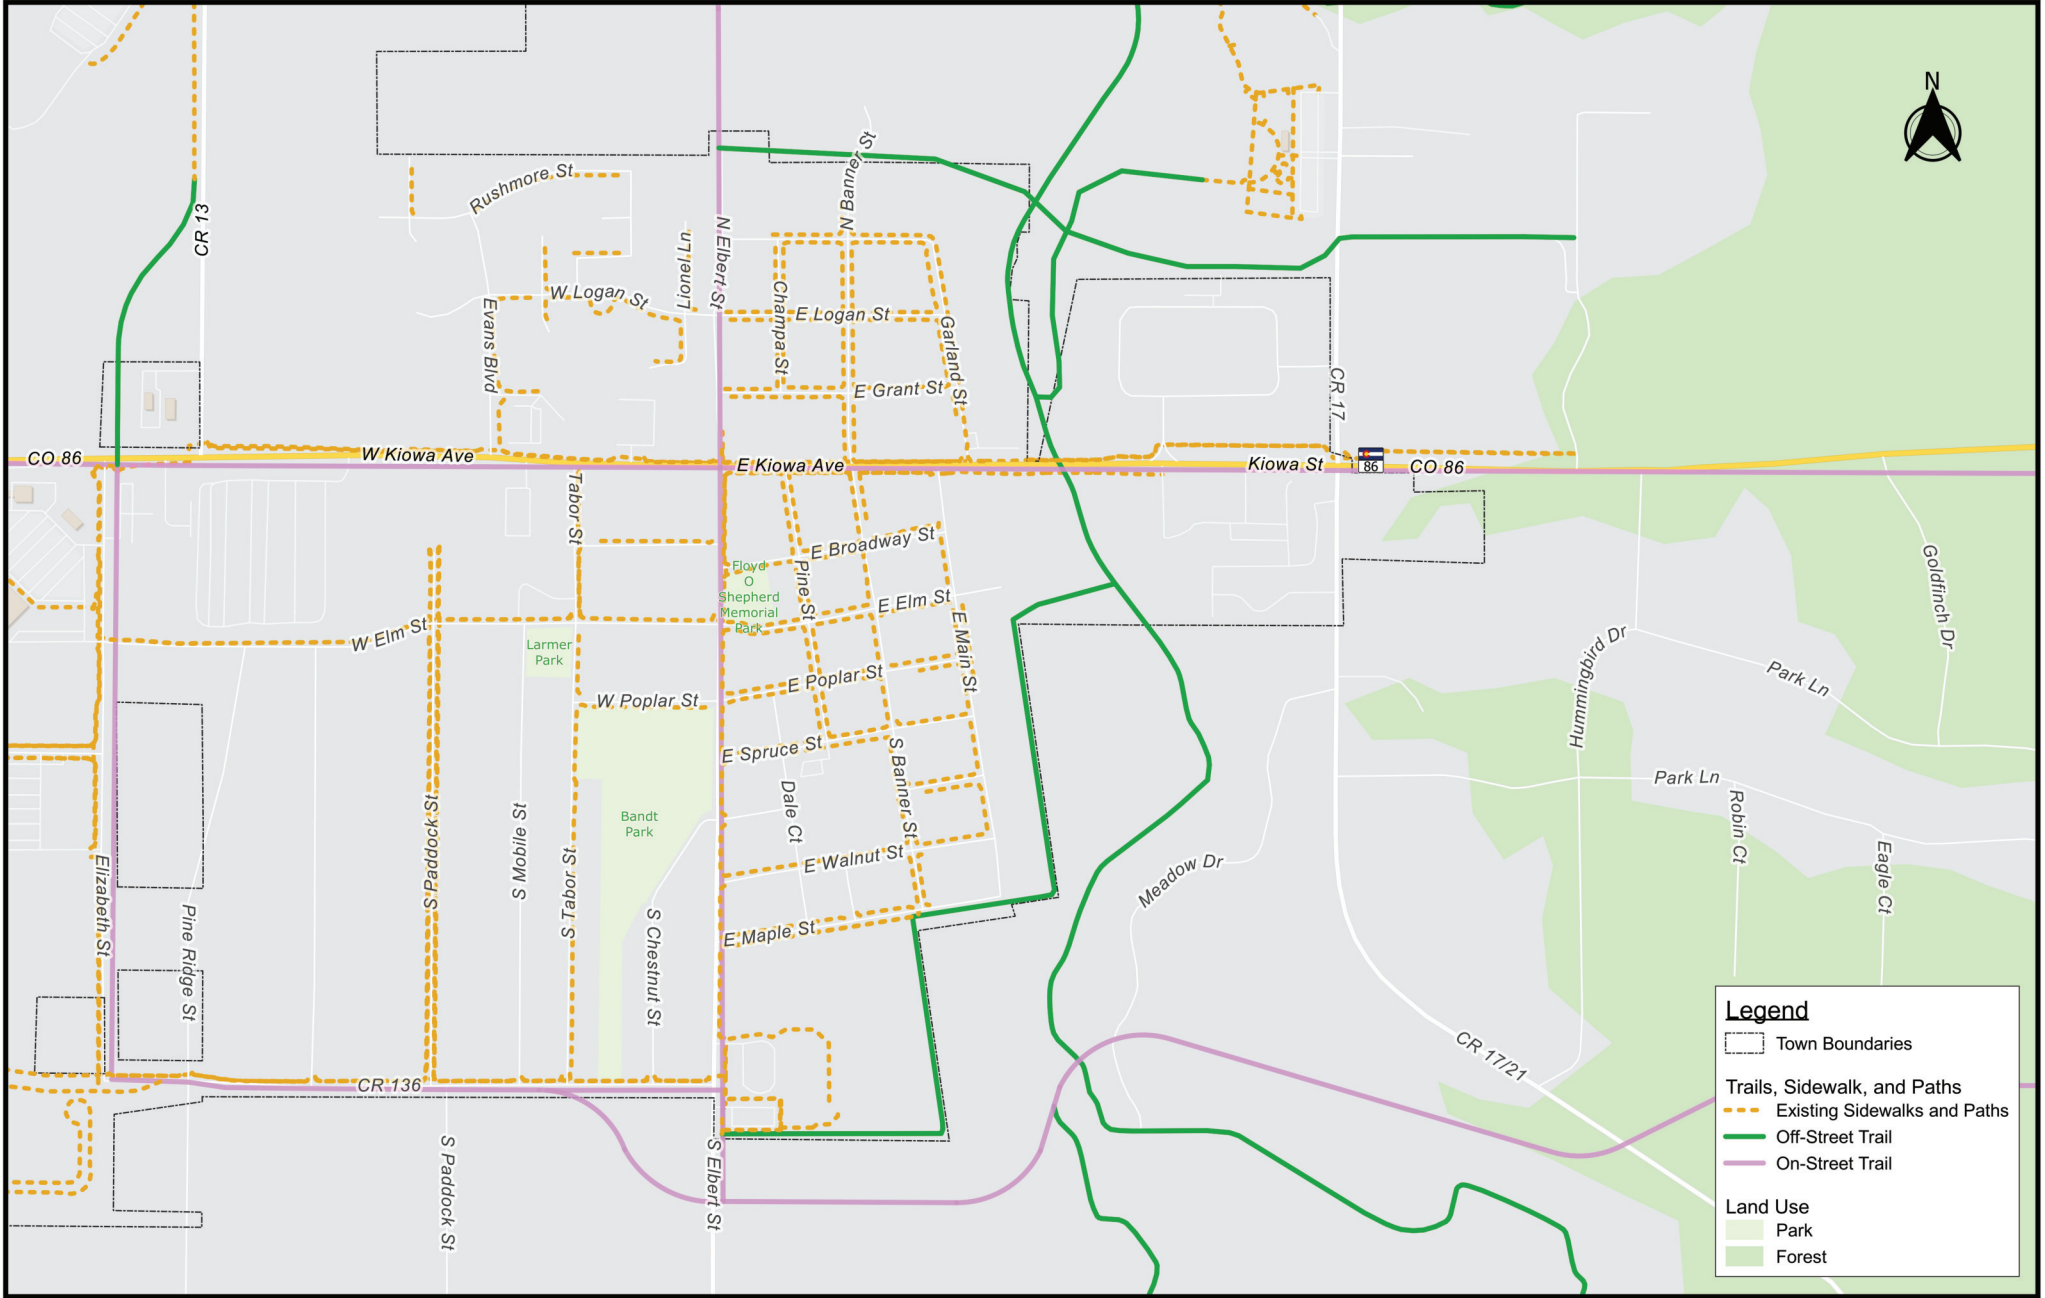 N
Rushmore St
N Banner St
CR 13
N Elbert St
Lionel Ln
W Logan St
Evans Blvd
Champa St
E Logan St
Garland St
E Grant St
CR 17
CO 86
W Kiowa Ave
E Kiowa Ave
Kiowa St
86
CO 86
Tabor St
E Broadway St
Floyd
O
Shepherd
Memorial
Park
Pine St
E Elm St
E Main St
W Elm St
Larmer
Park
Goldfinch Dr
Hummingbird Dr
Park Ln
W Poplar St
E Poplar St
E Spruce St
S Banner St
Dale Ct
Bandt
Park
S Paddock St
S Mobile St
S Tabor St
Park Ln
Robin Ct
Eagle Ct
E Walnut St
Meadow Dr
Elizabeth St
Pine Ridge St
S Chestnut St
E Maple St
CR 136
CR 17/21
S Paddock St
S Elbert St
Legend
Town Boundaries
Trails, Sidewalk, and Paths
Existing Sidewalks and Paths
Off-Street Trail
On-Street Trail
Land Use
Park
Forest